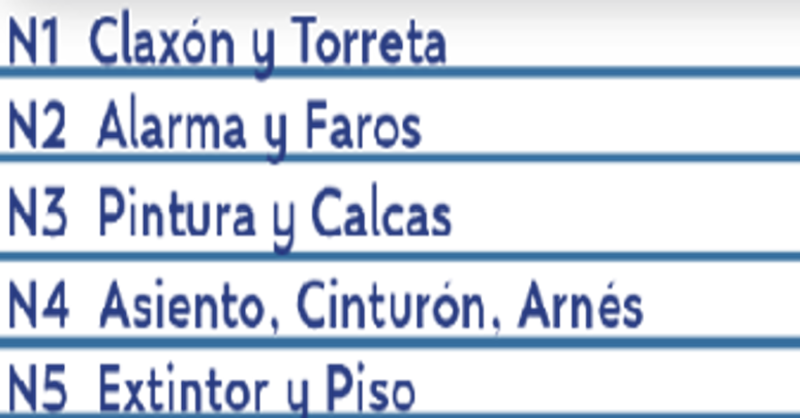 N1 Claxón y Torreta
N2 Alarma y Faros
N3 Pintura y Calcas
N4 Asiento, Cinturón, Arnés
N5 Extintor y Piso